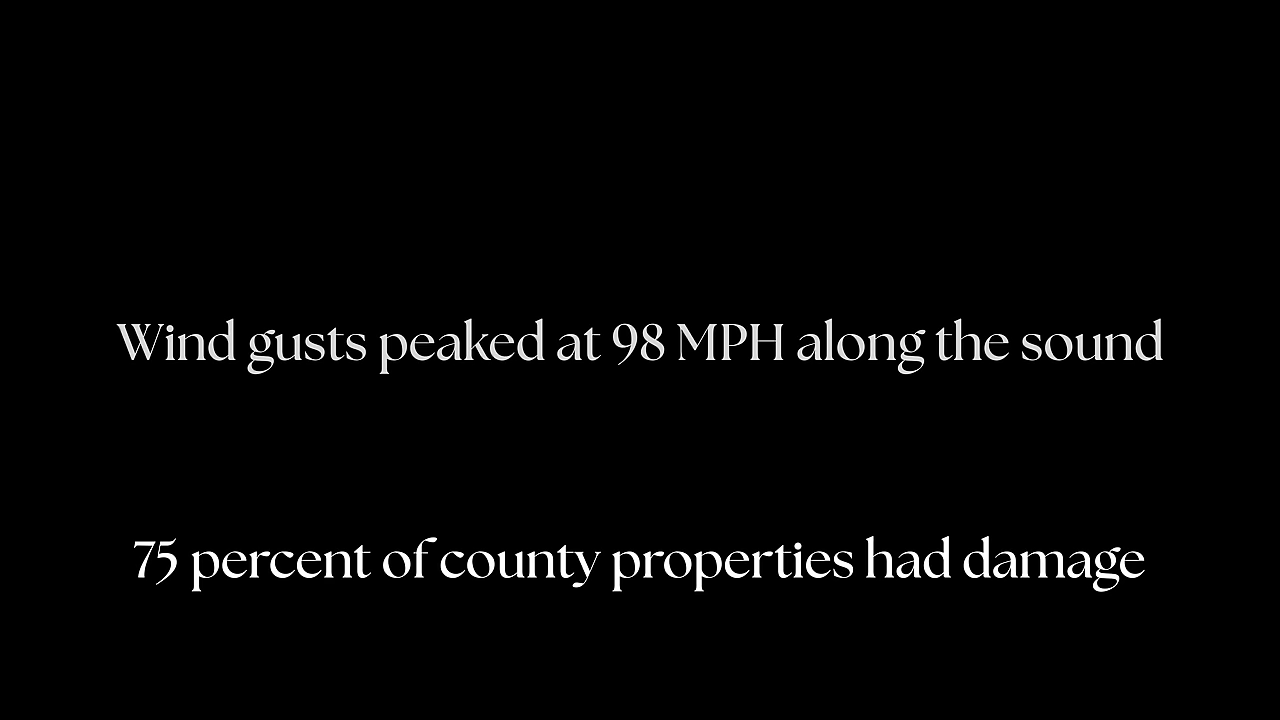 Wind gusts peaked at 98 MPH along the sound
75 percent of county properties had damage